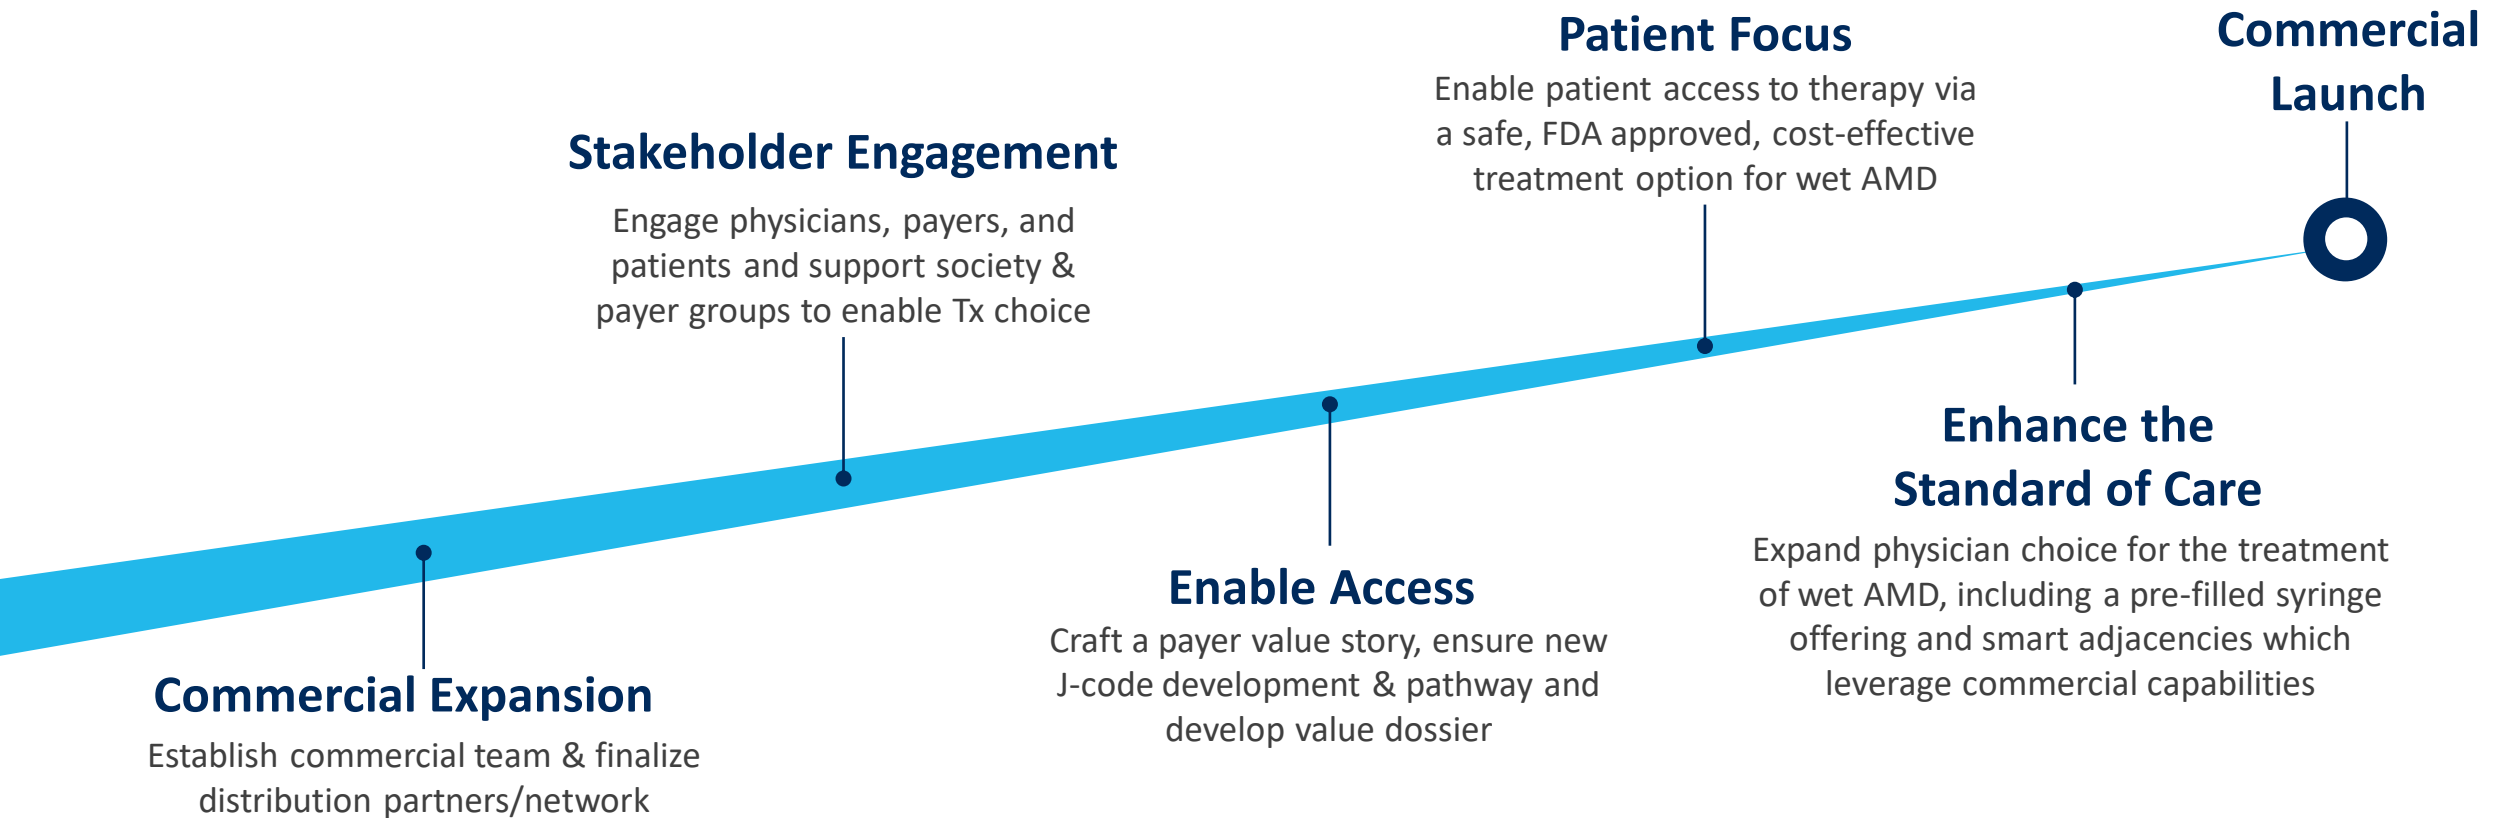 Commercial Expansion
Establish commercial team & finalize
distribution partners/network
Stakeholder Engagement
Engage physicians, payers, and
patients and support society &
payer groups to enable Tx choice
Enable Access
Craft a payer value story, ensure new
J-code development & pathway and
develop value dossier
Patient Focus
Enable patient access to therapy via
a safe, FDA approved, cost-effective
treatment option for wet AMD
Enhance the
Standard of Care
Expand physician choice for the treatment
of wet AMD, including a pre-filled syringe
offering and smart adjacencies which
leverage commercial capabilities
Commercial
Launch